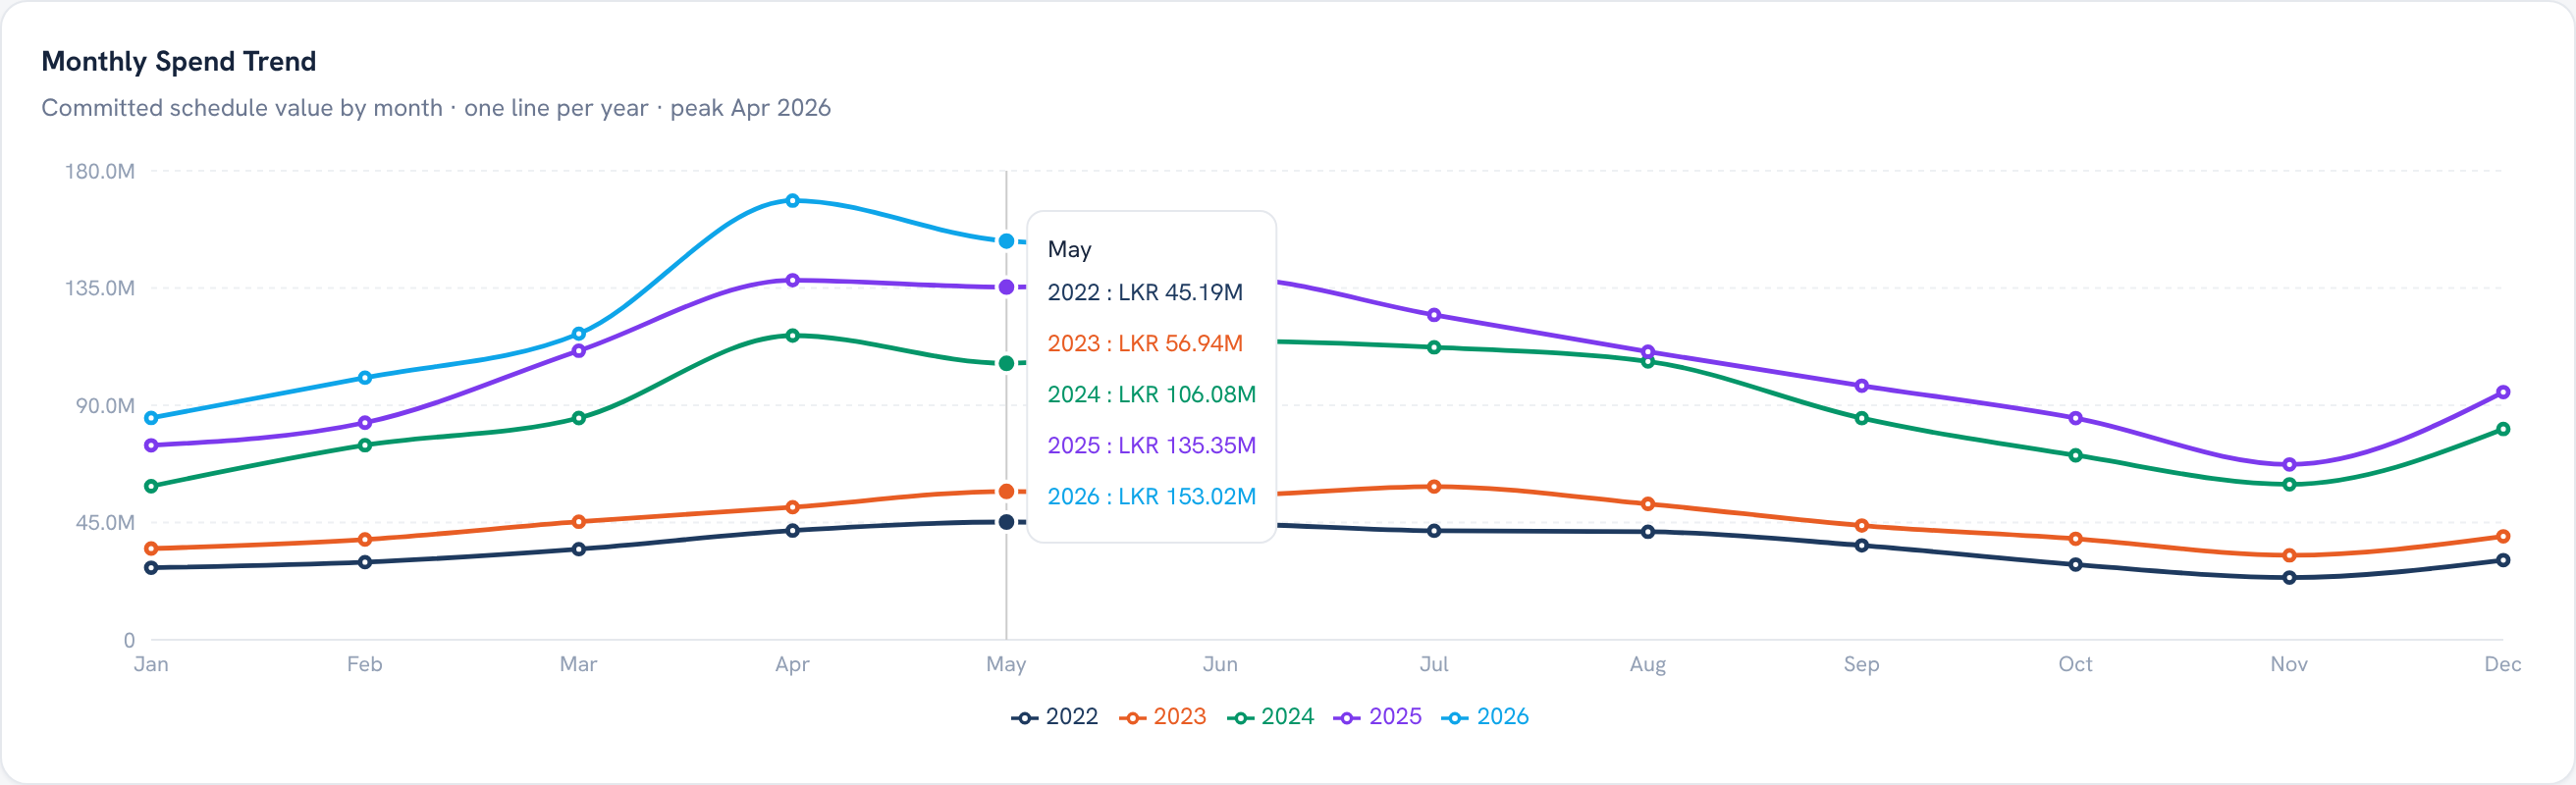 Monthly Spend Trend
Committed schedule value by month · one line per year · peak Apr 2026
180.0M
135.0M
90.0M
45.0M
0
May
2022 : LKR 45.19M
2023 : LKR 56.94M
2024 : LKR 106.08M
2025 : LKR 135.35M
2026 : LKR 153.02M
Jan Feb Mar Apr May Jun Jul Aug Sep Oct Nov Dec
2022 2023 2024 2025 2026